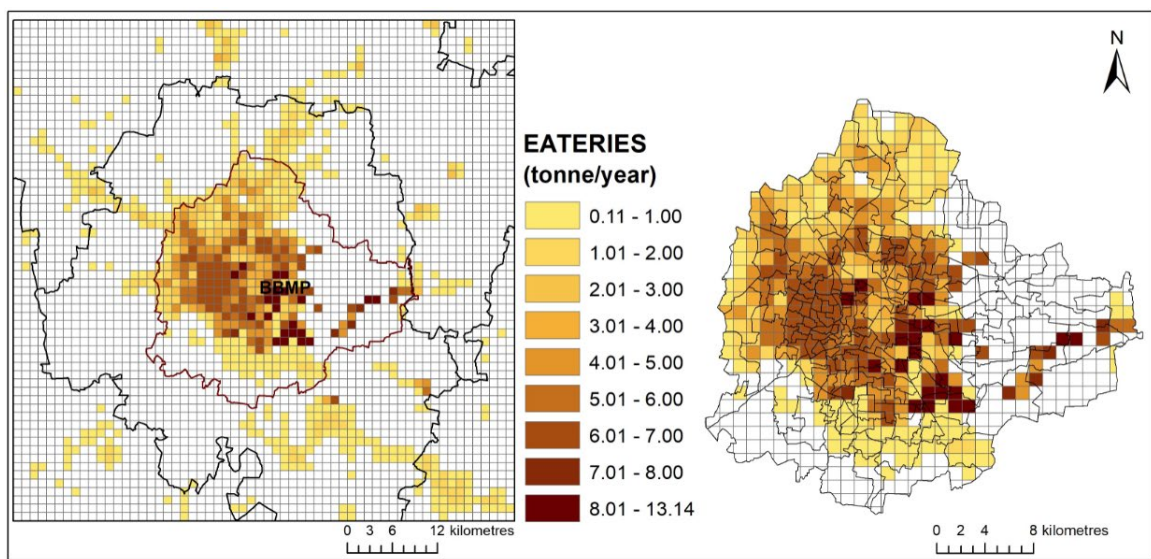 N
EATERIES
(tonne/year)
0.11 - 1.00
1.01 - 2.00
2.01 - 3.00
3.01 - 4.00
4.01 - 5.00
5.01 - 6.00
6.01 - 7.00
7.01 - 8.00
8.01 - 13.14
BBMP
0 3 6 12 kilometres
0 2 4 8 kilometres